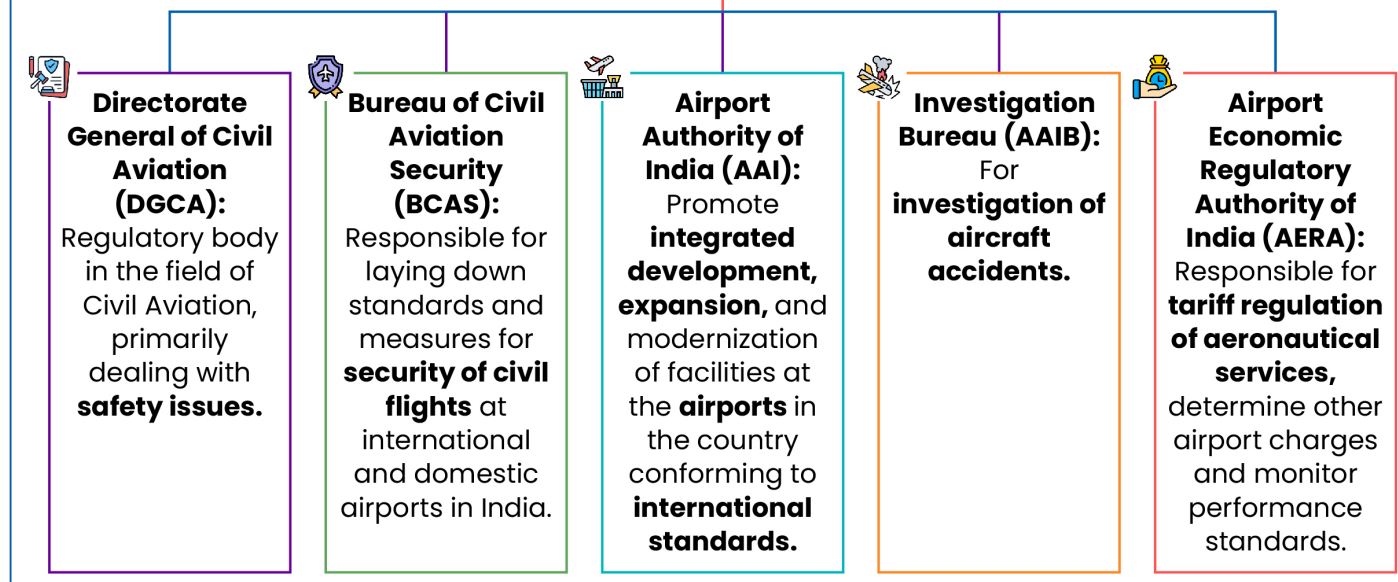 Directorate
General of Civil
Aviation
(DGCA):
Regulatory body
in the field of
Civil Aviation,
primarily
dealing with
safety issues.
Bureau of Civil
Aviation
Security
(BCAS):
Responsible for
laying down
standards and
measures for
security of civil
flights at
international
and domestic
airports in India.
Airport
Authority of
India (AAI):
Promote
integrated
development,
expansion, and
modernization
of facilities at
the airports in
the country
conforming to
international
standards.
Investigation
Bureau (AAIB):
For
investigation of
aircraft
accidents.
Airport
Economic
Regulatory
Authority of
India (AERA):
Responsible for
tariff regulation
of aeronautical
services,
determine other
airport charges
and monitor
performance
standards.